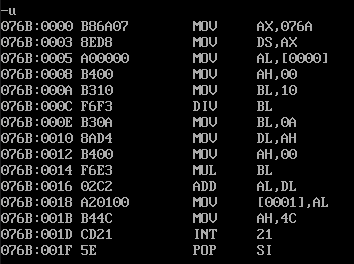 -u
076B:0000 B86A07 MOV AX,076A
076B:0003 8ED8 MOV DS,AX
076B:0005 A00000 MOV AL,[0000]
076B:0008 B400 MOV AH,00
076B:000A B310 MOV BL,10
076B:000C F6F3 DIV BL
076B:000E B30A MOV BL,0A
076B:0010 8AD4 MOV DL,AH
076B:0012 B400 MOV AH,00
076B:0014 F6E3 MUL BL
076B:0016 02C2 ADD AL,DL
076B:0018 A20100 MOV [0001],AL
076B:001B B44C MOV AH,4C
076B:001D CD21 INT 21
076B:001F 5E POP SI